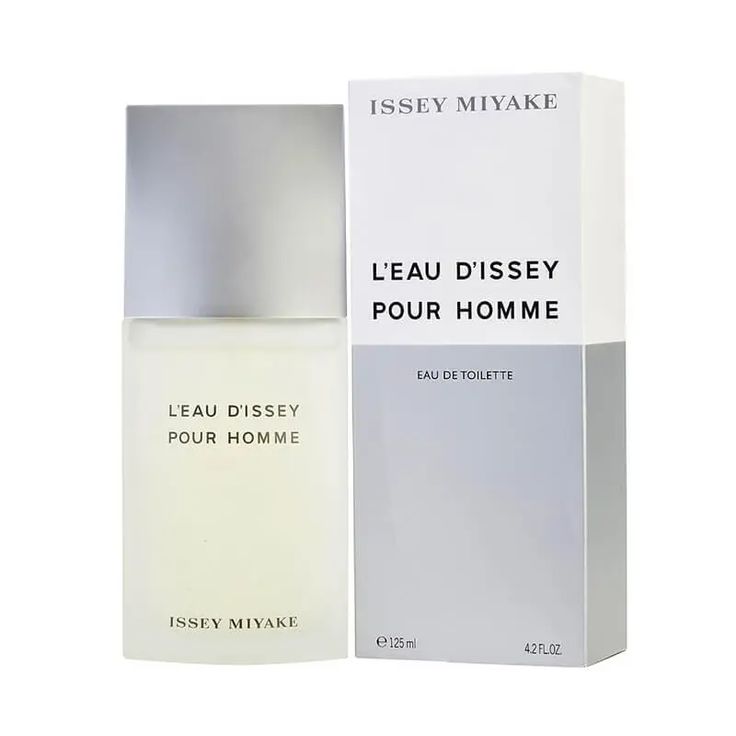 L'EAU D'ISSEY
POUR HOMME
ISSEY MIYAKE
ISSEY MIYAKE
L'EAU D'ISSEY
POUR HOMME
EAU DE TOILETTE
℮ 125 ml
4.2 FL.OZ.